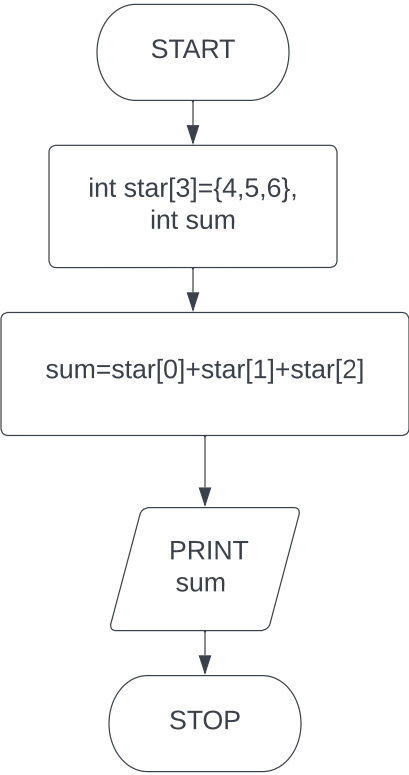 START
int star[3]={4,5,6},
int sum
sum=star[0]+star[1]+star[2]
PRINT
sum
STOP